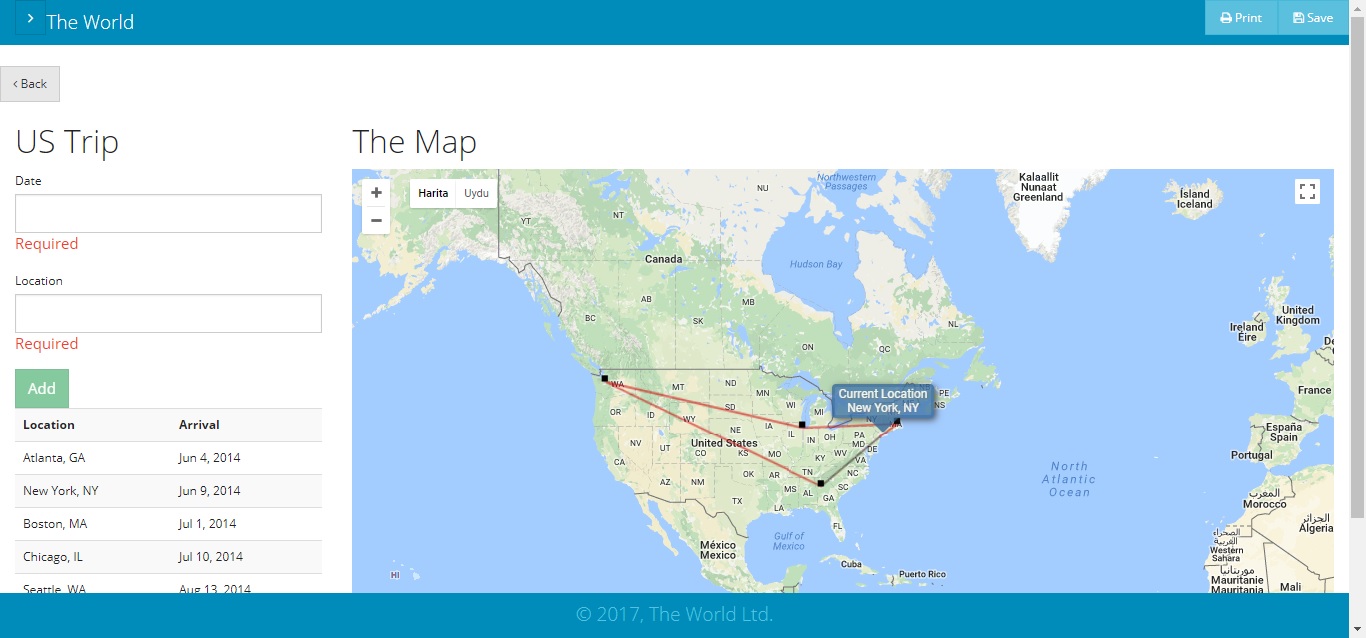 The World
Print
Save
‹ Back
US Trip
The Map
Date
Required
Location
Required
Add
Location Arrival
Atlanta, GA Jun 4, 2014
New York, NY Jun 9, 2014
Boston, MA Jul 1, 2014
Chicago, IL Jul 10, 2014
Seattle, WA Aug 13, 2014
+
−
Harita
Uydu
Northwestern
Passages
Kalaallit
Nunaat
Greenland
Ísland
Iceland
NU
YT
NT
Canada
Hudson Bay
AB
MB
BC
SK
NL
ON
QC
United
Kingdom
Ireland
Éire
De
France
España
Spain
Portugal
WA
MT
ND
MN
OR
ID
SD
WI
MI
WY
Current Location
New York, NY
PE
NS
NY
MA
NE
IA
IL
IN
OH
PA
NV
UT
United States
CO
KS
MO
KY
WV
MD
DE
VA
CA
AZ
NM
OK
AR
TN
NC
MS
AL
SC
GA
TX
LA
FL
North
Atlantic
Ocean
Gulf of
Mexico
México
Mexico
Cuba
Puerto Rico
HI
المغرب
Morocco
الجزائر
Algeria
الصحراء
الغربية
Western
Sahara
موريتانيا
Mauritanie
Mauritania
Mali
© 2017, The World Ltd.